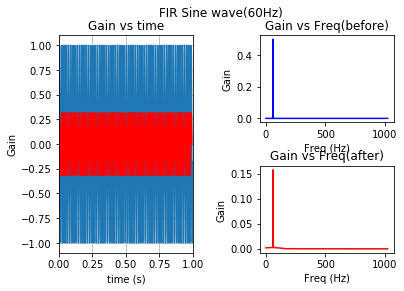 FIR Sine wave(60Hz)
Gain vs time
1.00
0.75
0.50
0.25
0.00
−0.25
−0.50
−0.75
−1.00
Gain
0.00 0.25 0.50 0.75 1.00
time (s)
Gain vs Freq(before)
0.4
0.2
0.0
Gain
0 500 1000
Freq (Hz)
Gain vs Freq(after)
0.15
0.10
0.05
0.00
Gain
0 500 1000
Freq (Hz)